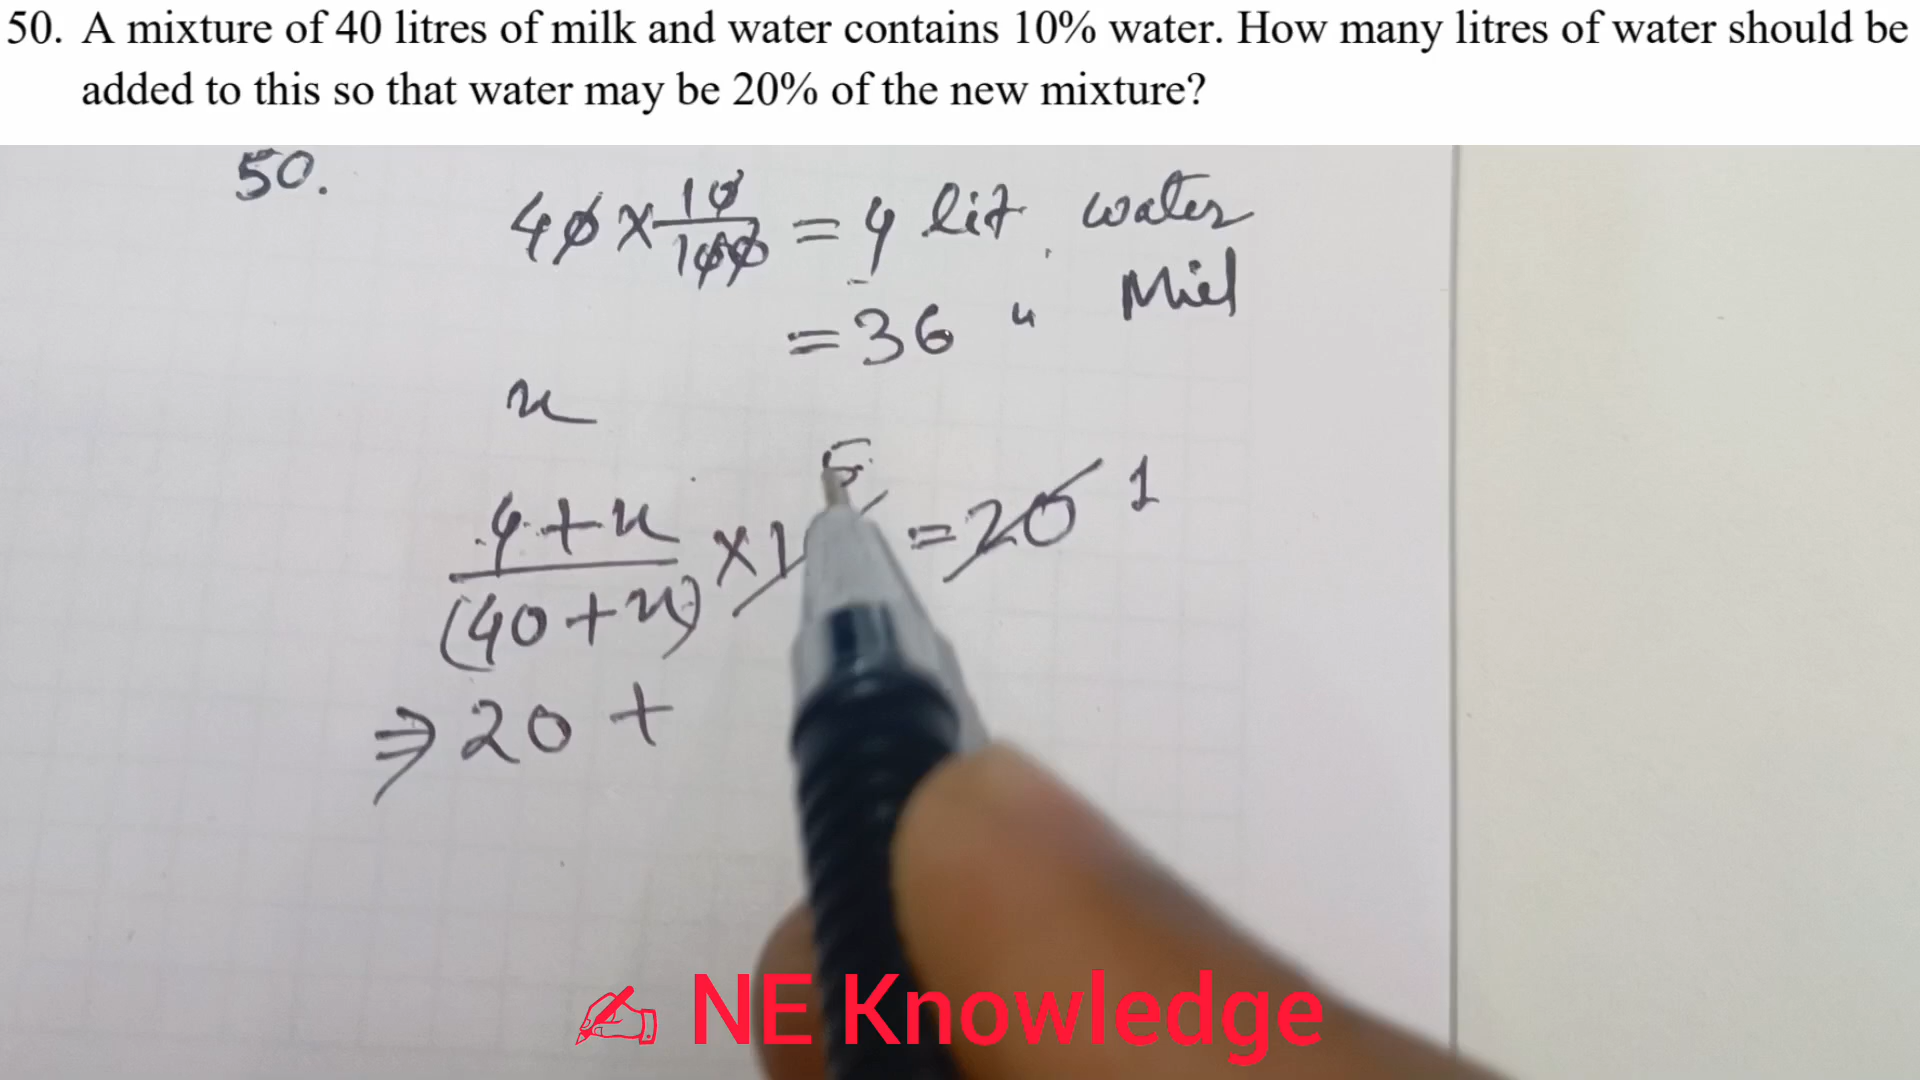 50. A mixture of 40 litres of milk and water contains 10% water. How many litres of water should be
added to this so that water may be 20% of the new mixture?
50.
40 × 10/100 = 4 lit. water
= 36 " Mil
x
(4+x)/(40+x) × 1 5 = 20 1
⇒ 20 +
✍ NE Knowledge